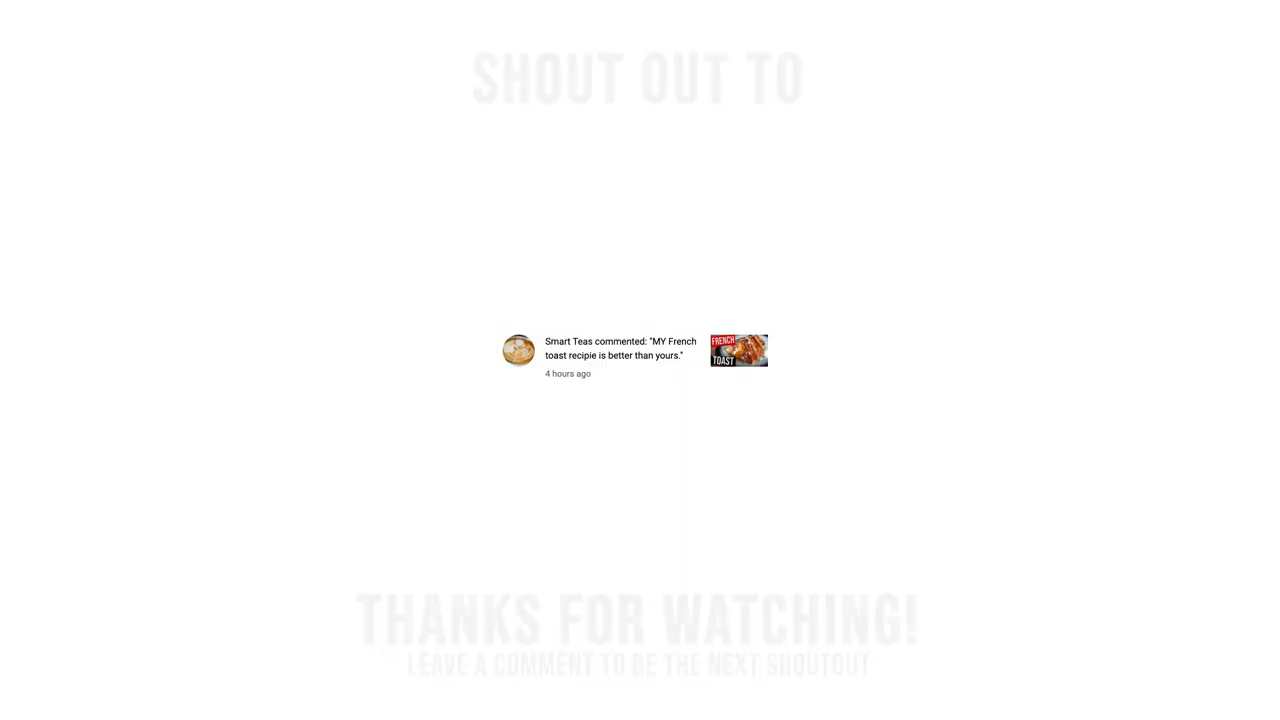 SHOUT OUT TO
Smart Teas commented: "MY French
toast recipie is better than yours."
4 hours ago
FRENCH
TOAST
THANKS FOR WATCHING!
LEAVE A COMMENT TO BE THE NEXT SHOUTOUT